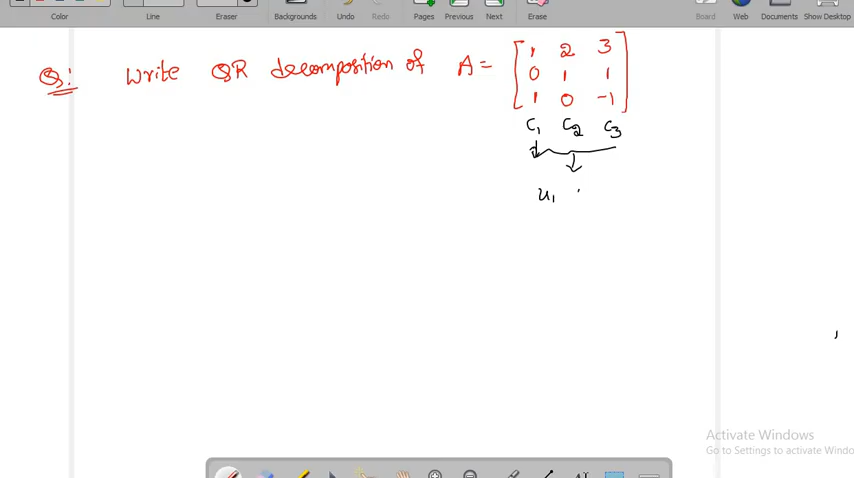 Color Line Eraser Backgrounds Undo Redo Pages Previous Next Erase Board Web Documents Show Desktop
Q: Write QR decomposition of A = [1 2 3
0 1 1
1 0 -1]
C1 C2 C3
u1
Activate Windows
Go to Settings to activate Windo